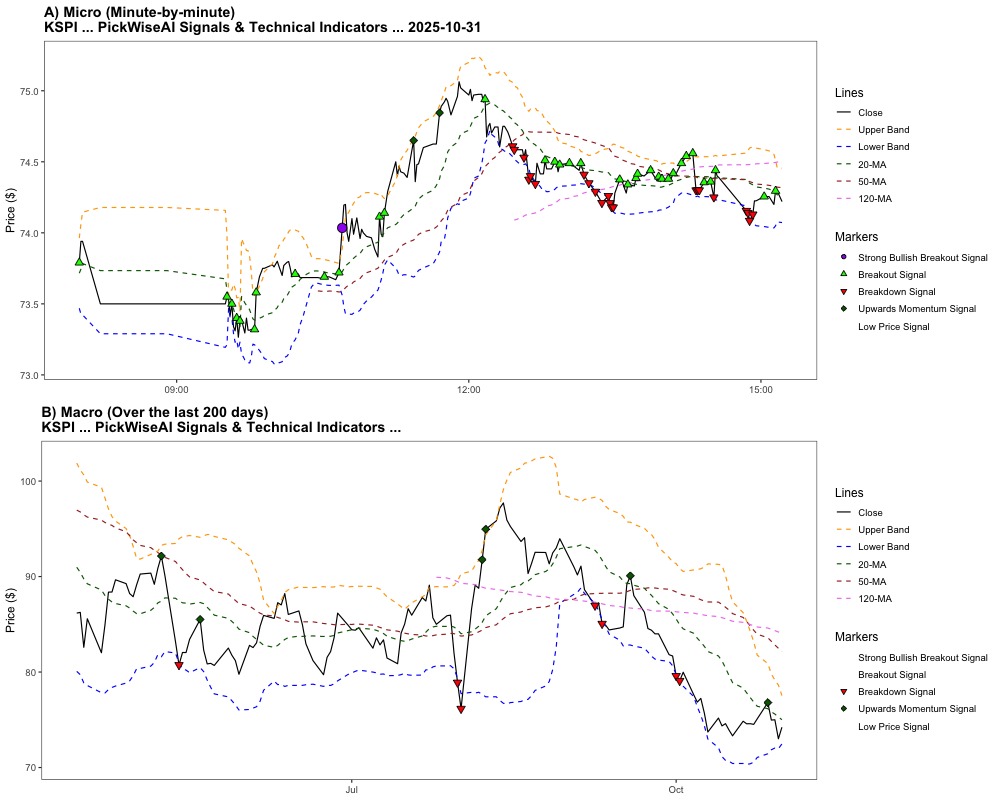 A) Micro (Minute-by-minute)
KSPI ... PickWiseAI Signals & Technical Indicators ... 2025-10-31
Price ($)
75.0
74.5
74.0
73.5
73.0
09:00
12:00
15:00
Lines
Close
Upper Band
Lower Band
20-MA
50-MA
120-MA
Markers
Strong Bullish Breakout Signal
Breakout Signal
Breakdown Signal
Upwards Momentum Signal
Low Price Signal
B) Macro (Over the last 200 days)
KSPI ... PickWiseAI Signals & Technical Indicators ...
Price ($)
100
90
80
70
Jul
Oct
Lines
Close
Upper Band
Lower Band
20-MA
50-MA
120-MA
Markers
Strong Bullish Breakout Signal
Breakout Signal
Breakdown Signal
Upwards Momentum Signal
Low Price Signal